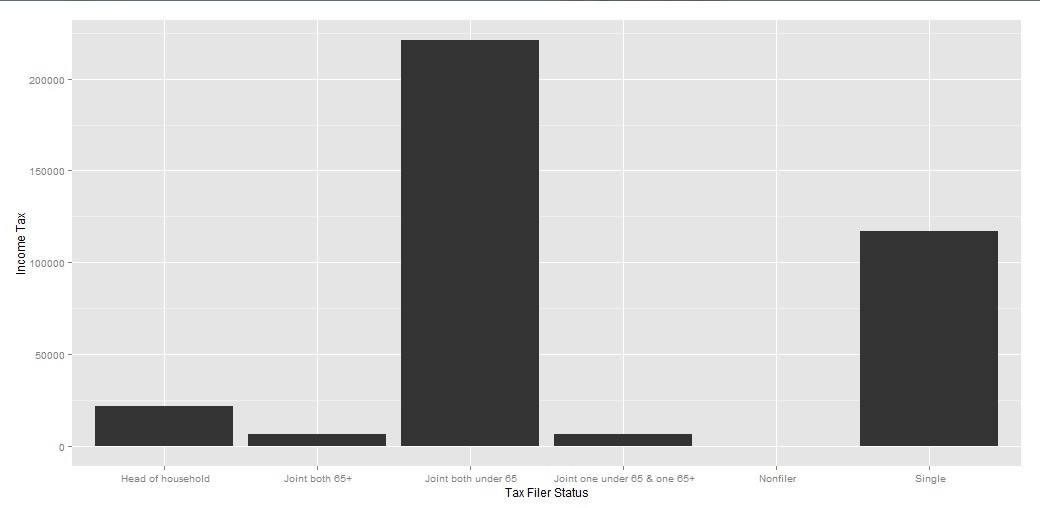 Income Tax
200000
150000
100000
50000
0
Head of household
Joint both 65+
Joint both under 65
Joint one under 65 & one 65+
Nonfiler
Single
Tax Filer Status